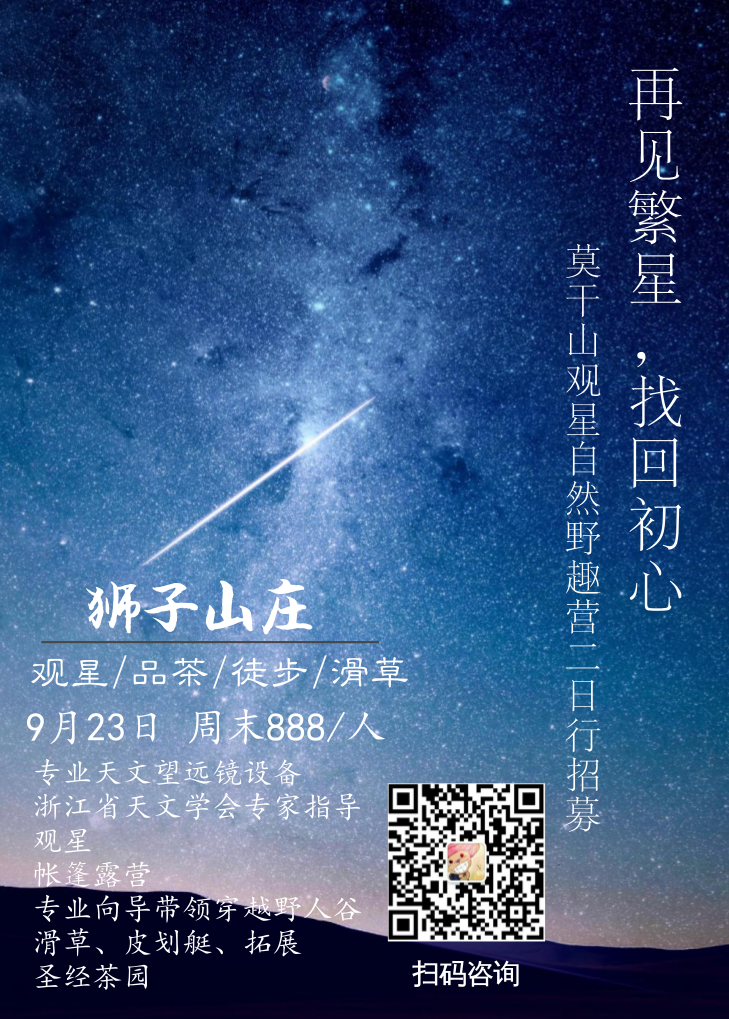 再见繁星，找回初心
莫干山观星自然野趣营二日行招募
狮子山庄
观星/品茶/徒步/滑草
9月23日 周末888/人
专业天文望远镜设备
浙江省天文学会专家指导
观星
帐篷露营
专业向导带领穿越野人谷
滑草、皮划艇、拓展
圣经茶园
扫码咨询